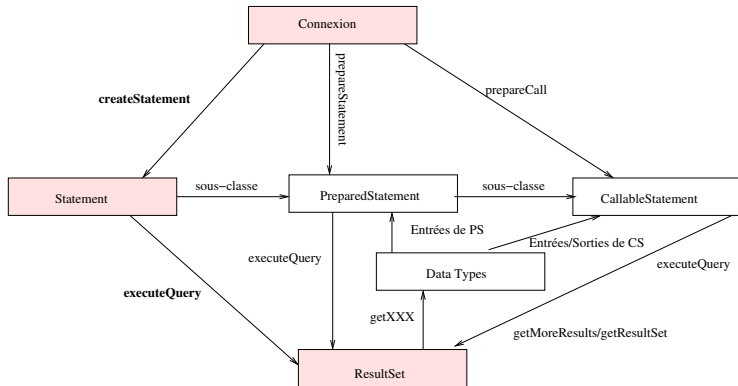 Connexion
createStatement
prepareStatement
prepareCall
Statement
sous-classe
PreparedStatement
sous-classe
CallableStatement
Entrées de PS
Entrées/Sorties de CS
executeQuery
executeQuery
Data Types
executeQuery
getXXX
getMoreResults/getResultSet
ResultSet